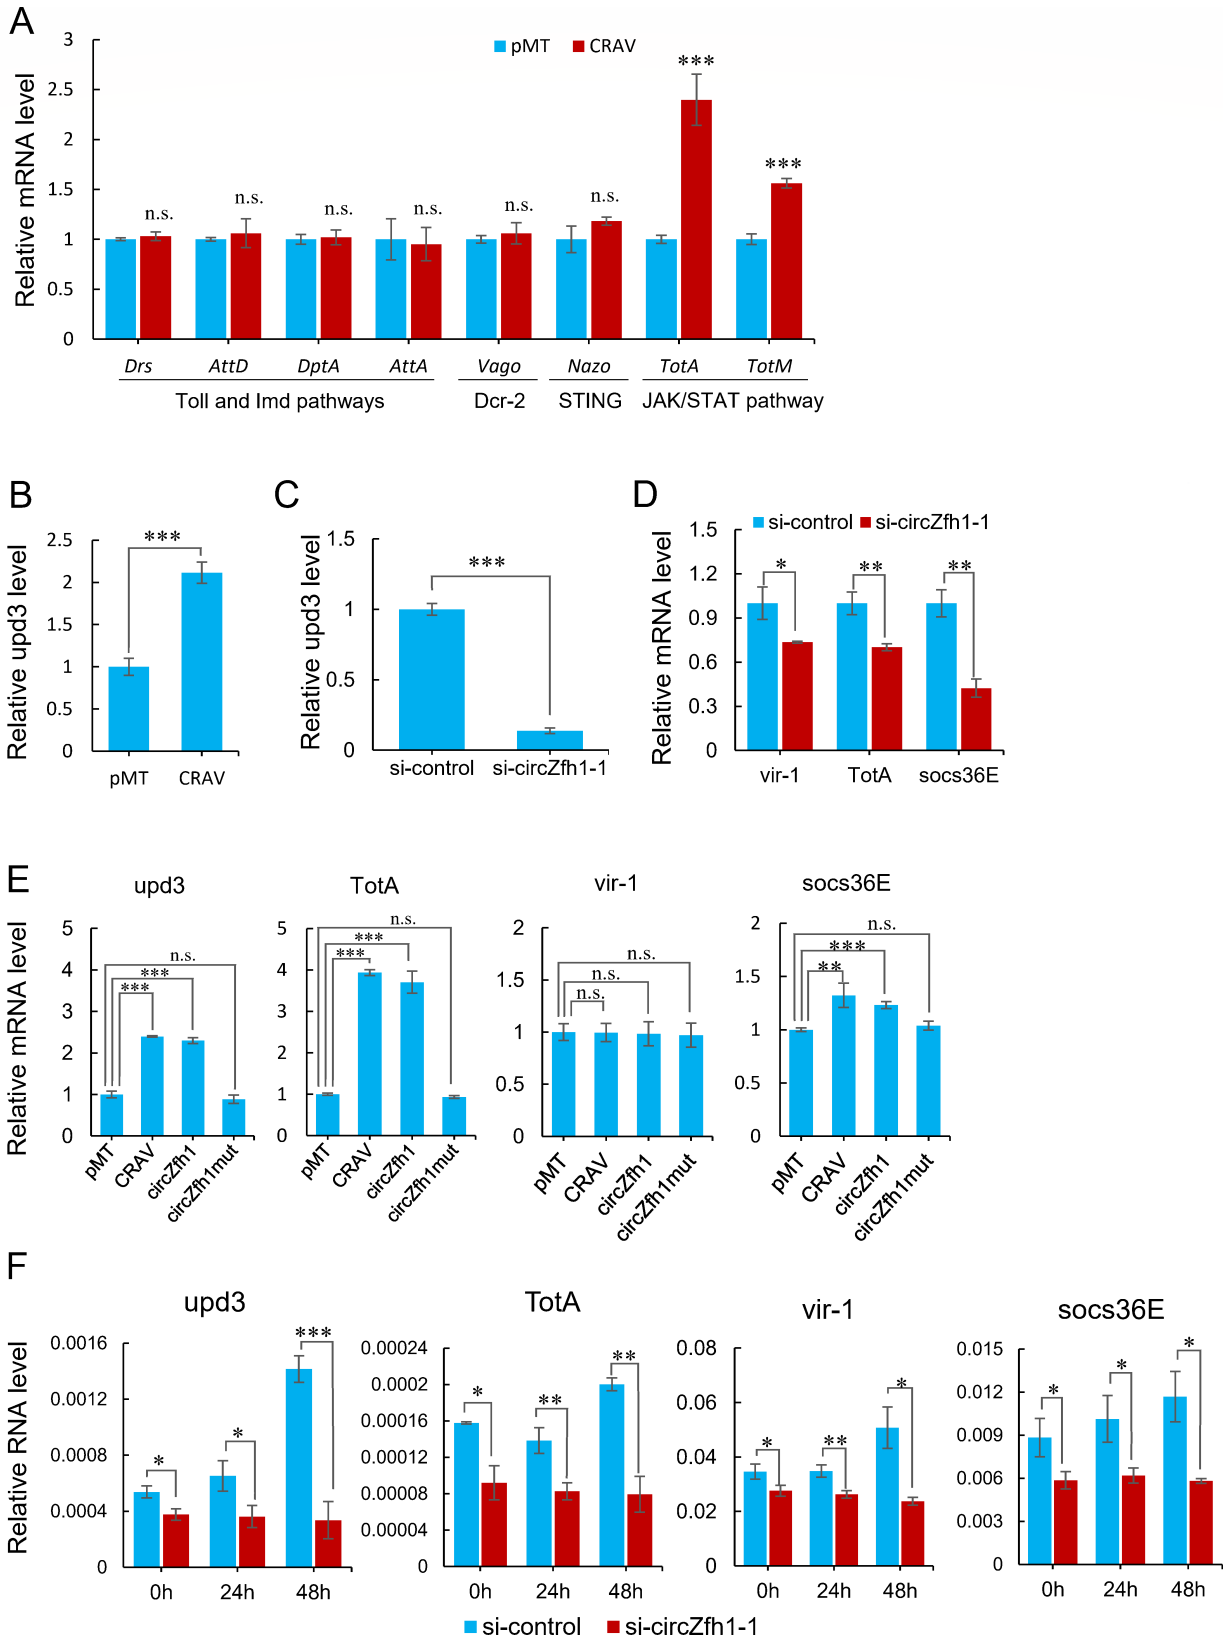 A
pMT CRAV
Relative mRNA level
3
2.5
2
1.5
1
0.5
0
n.s. n.s. n.s. n.s. n.s. n.s. *** ***
Drs AttD DptA AttA Vago Nazo TotA TotM
Toll and Imd pathways Dcr-2 STING JAK/STAT pathway
B
Relative upd3 level
2.5
2
1.5
1
0.5
0
***
pMT CRAV
C
Relative upd3 level
1.5
1
0.5
0
***
si-control si-circZfh1-1
D
si-control si-circZfh1-1
Relative mRNA level
1.5
1.2
0.9
0.6
0.3
0
* ** **
vir-1 TotA socs36E
E
Relative mRNA level
upd3
5
4
3
2
1
0
n.s.
***
***
pMT CRAV circZfh1 circZfh1mut
TotA
5
4
3
2
1
0
n.s.
***
***
pMT CRAV circZfh1 circZfh1mut
vir-1
2
1.5
1
0.5
0
n.s.
n.s.
n.s.
pMT CRAV circZfh1 circZfh1mut
socs36E
2
1.5
1
0.5
0
n.s.
***
**
pMT CRAV circZfh1 circZfh1mut
F
Relative RNA level
upd3
0.0016
0.0012
0.0008
0.0004
0
* * ***
0h 24h 48h
TotA
0.00024
0.0002
0.00016
0.00012
0.00008
0.00004
0
* ** **
0h 24h 48h
vir-1
0.08
0.06
0.04
0.02
0
* ** *
0h 24h 48h
socs36E
0.015
0.012
0.009
0.006
0.003
0
* * *
0h 24h 48h
si-control si-circZfh1-1